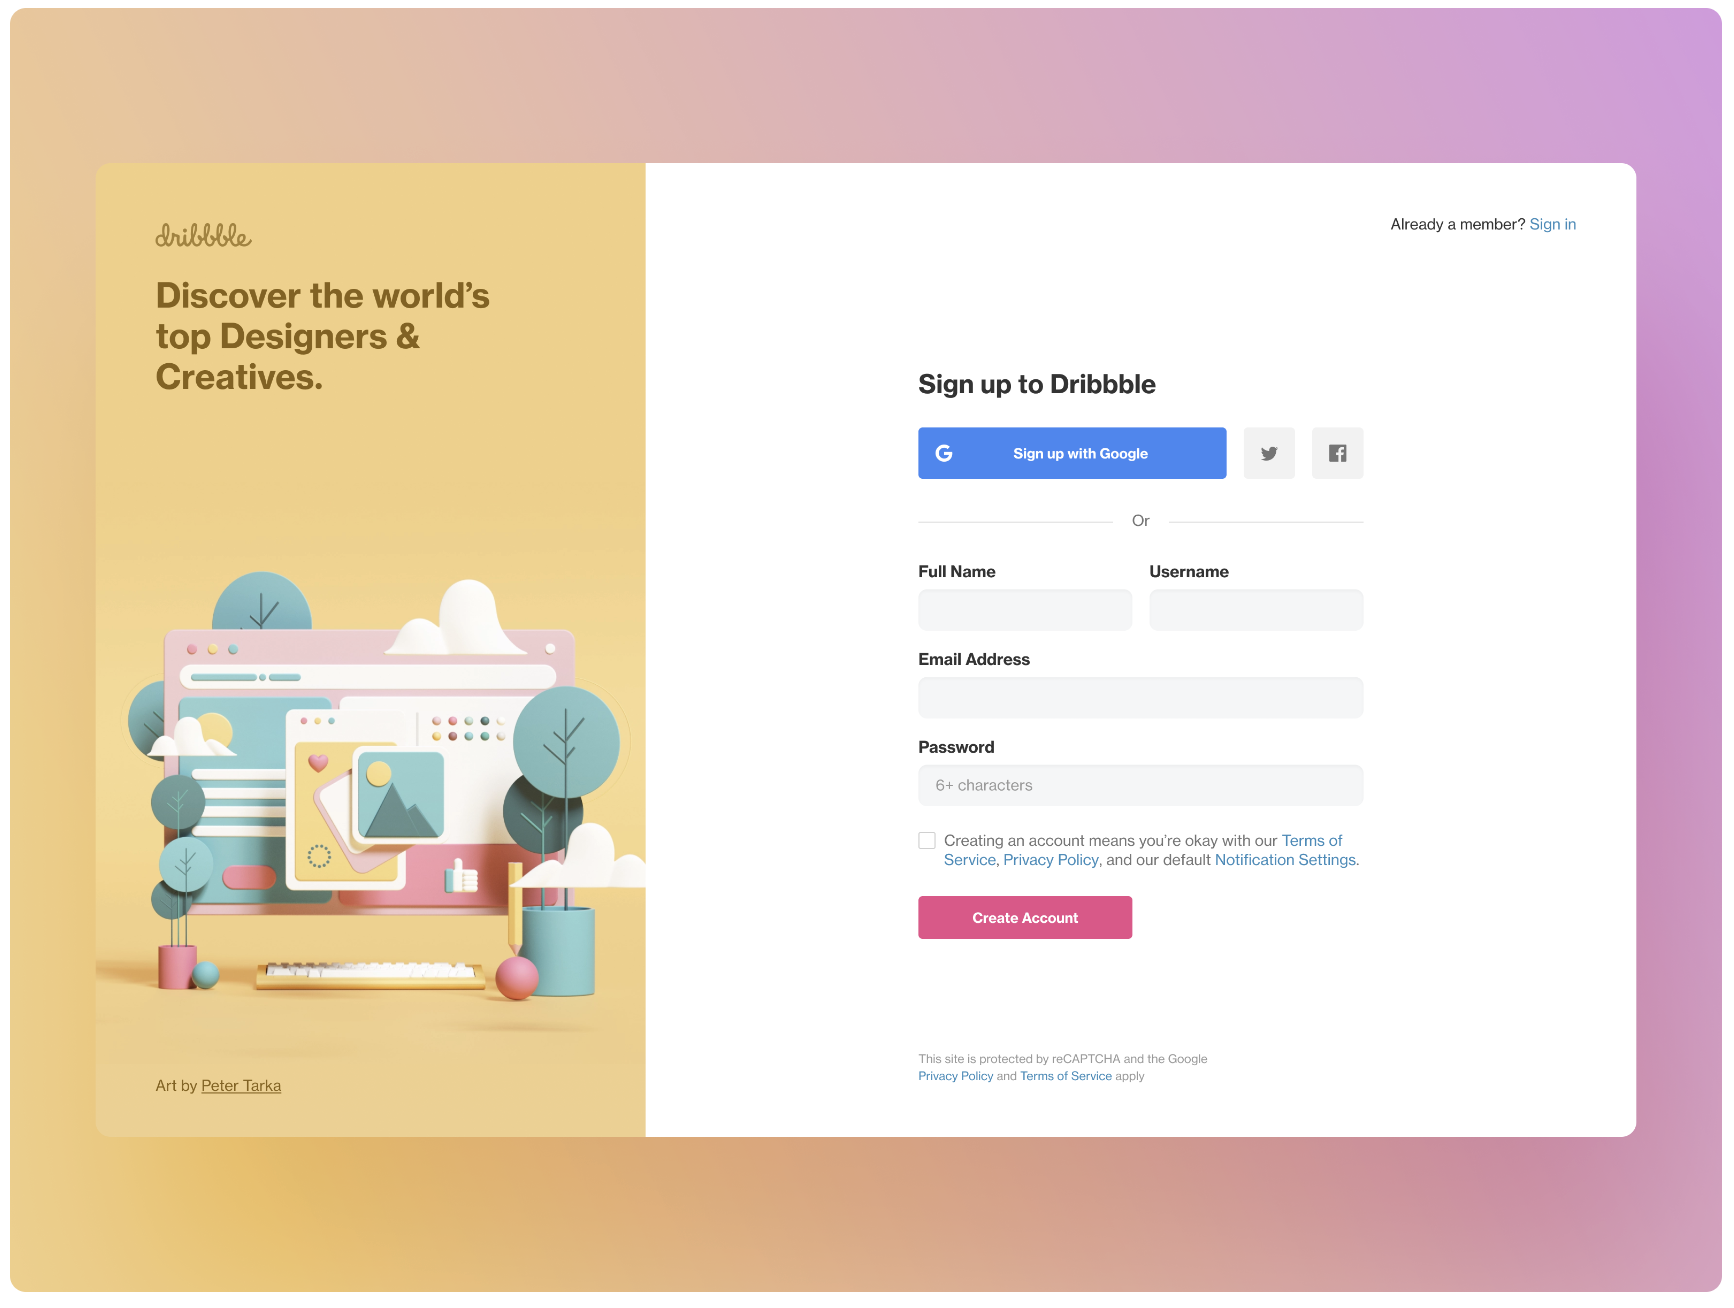 dribbble
Discover the world’s
top Designers &
Creatives.
Art by Peter Tarka
Already a member? Sign in
Sign up to Dribbble
Sign up with Google
Or
Full Name
Username
Email Address
Password
6+ characters
Creating an account means you’re okay with our Terms of
Service, Privacy Policy, and our default Notification Settings.
Create Account
This site is protected by reCAPTCHA and the Google
Privacy Policy and Terms of Service apply